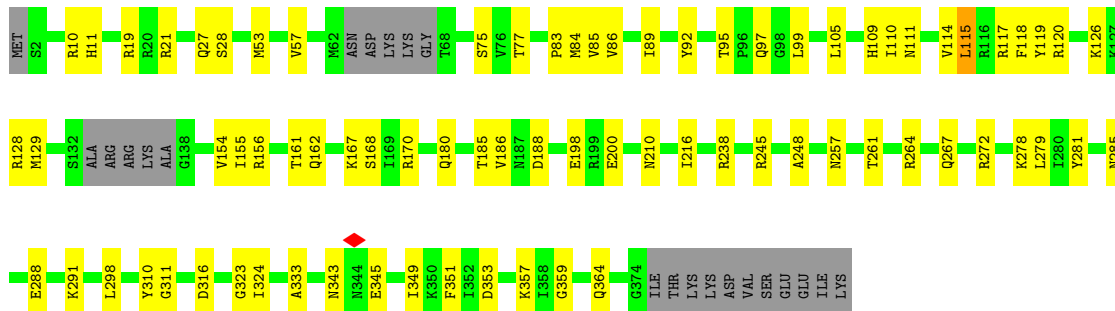 MET S2 R10 H11 R19 R20 R21 Q27 S28 M53 V57 M62 ASN ASP LYS LYS GLY T68 S75 V76 T77 P83 M84 V85 V86 I89 Y92 T95 P96 Q97 G98 L99 L105 H109 I110 N111 V114 L115 R116 R117 F118 Y119 R120 K126 K127
R128 M129 S132 ALA ARG ARG LYS ALA G138 V154 I155 R156 T161 Q162 K167 S168 I169 R170 Q180 T185 V186 N187 D188 E198 R199 E200 N210 I216 R238 R245 A248 N257 T261 R264 Q267 R272 K278 L279 I280 Y281 N285
E288 K291 L298 Y310 G311 D316 G323 I324 A333 N343 N344 E345 I349 K350 F351 I352 D353 K357 I358 G359 Q364 G374 ILE THR LYS LYS ASP VAL SER GLU GLU ILE LYS